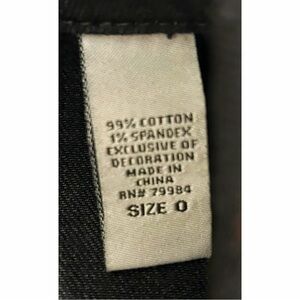 99% COTTON
1% SPANDEX
EXCLUSIVE OF
DECORATION
MADE IN
CHINA
RN# 79984
SIZE 0